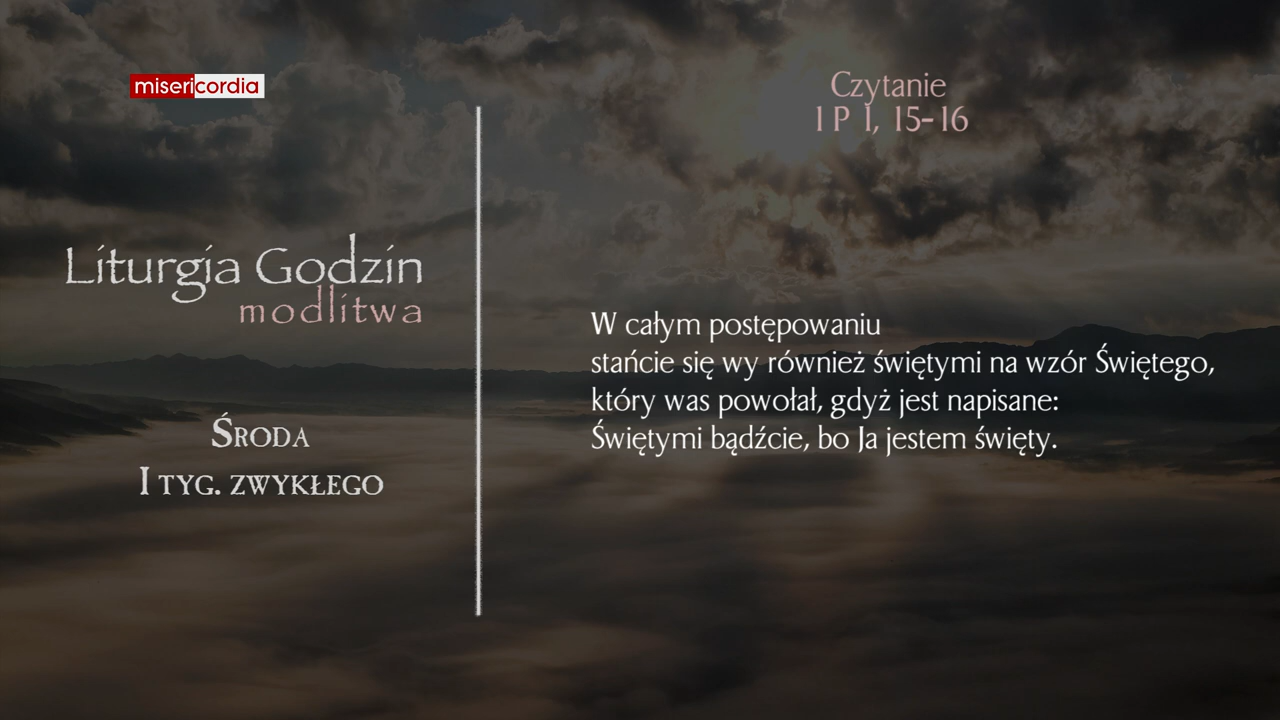 misericordia
Liturgia Godzin
modlitwa
Środa
I tyg. zwykłego
Czytanie
1 P 1, 15-16
W całym postępowaniu
stańcie się wy również świętymi na wzór Świętego,
który was powołał, gdyż jest napisane:
Świętymi bądźcie, bo Ja jestem święty.